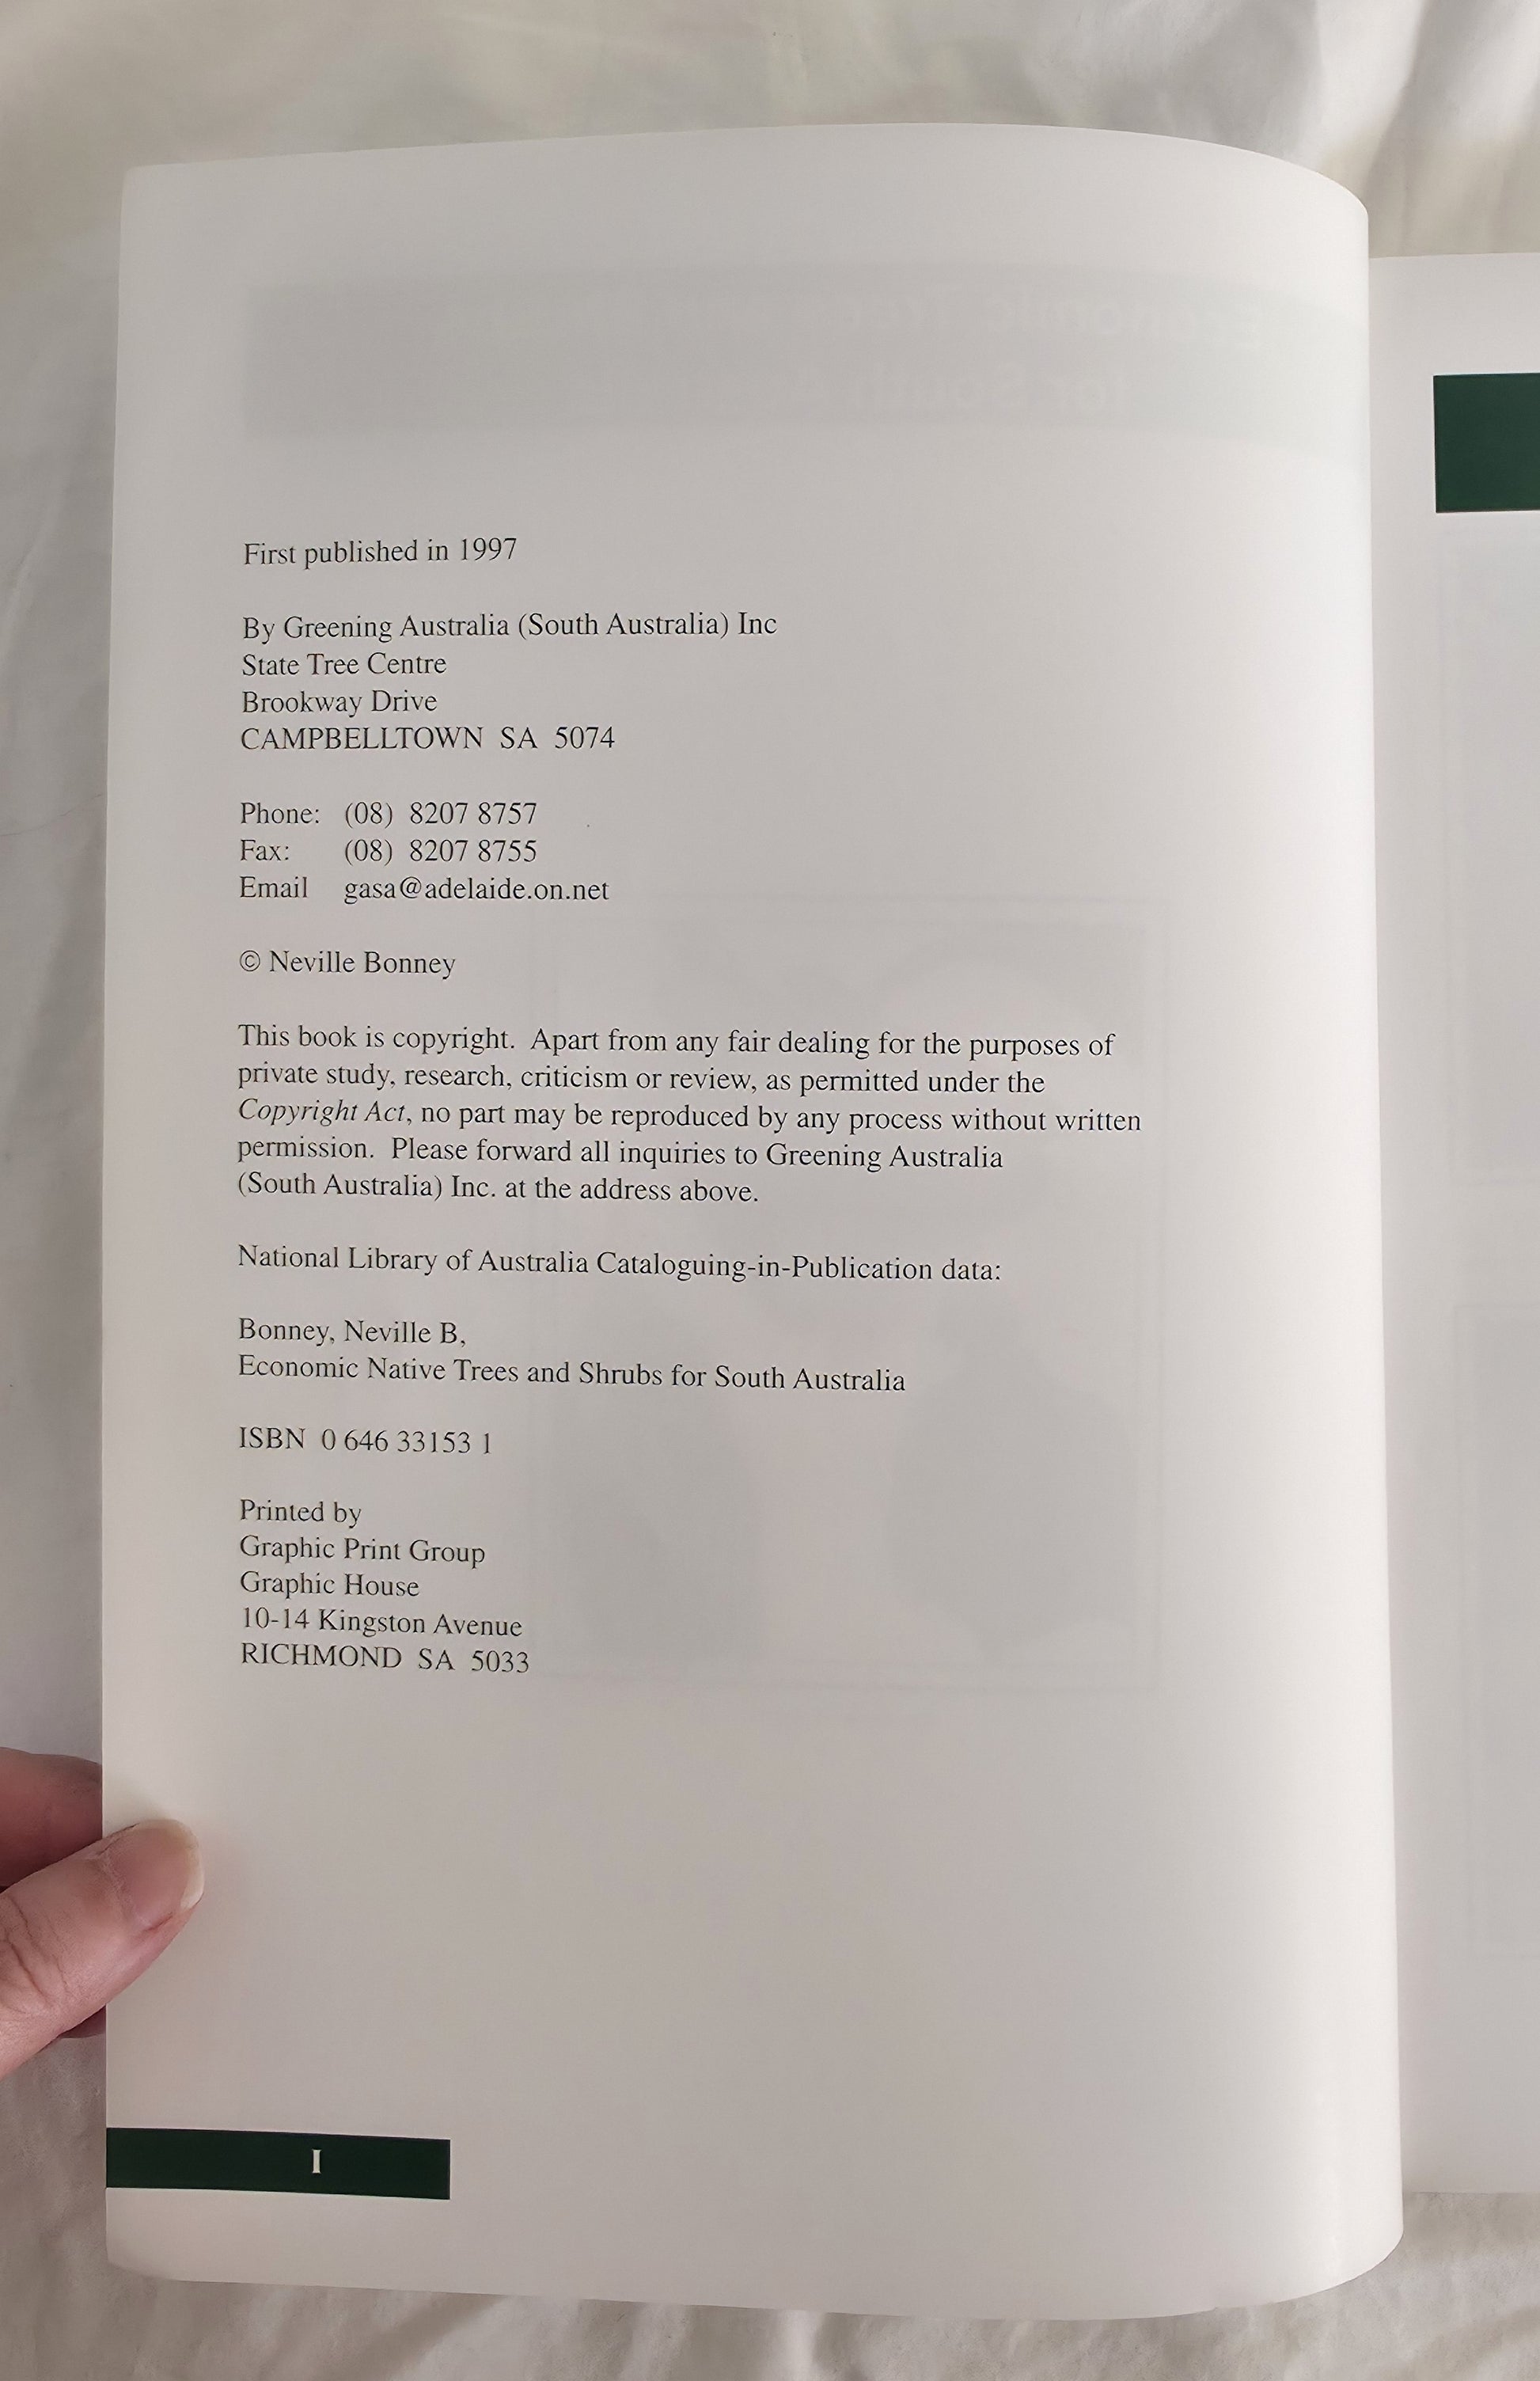 First published in 1997
By Greening Australia (South Australia) Inc
State Tree Centre
Brookway Drive
CAMPBELLTOWN SA 5074
Phone: (08) 8207 8757
Fax: (08) 8207 8755
Email gasa@adelaide.on.net
© Neville Bonney
This book is copyright. Apart from any fair dealing for the purposes of
private study, research, criticism or review, as permitted under the
Copyright Act, no part may be reproduced by any process without written
permission. Please forward all inquiries to Greening Australia
(South Australia) Inc. at the address above.
National Library of Australia Cataloguing-in-Publication data:
Bonney, Neville B,
Economic Native Trees and Shrubs for South Australia
ISBN 0 646 33153 1
Printed by
Graphic Print Group
Graphic House
10-14 Kingston Avenue
RICHMOND SA 5033
I